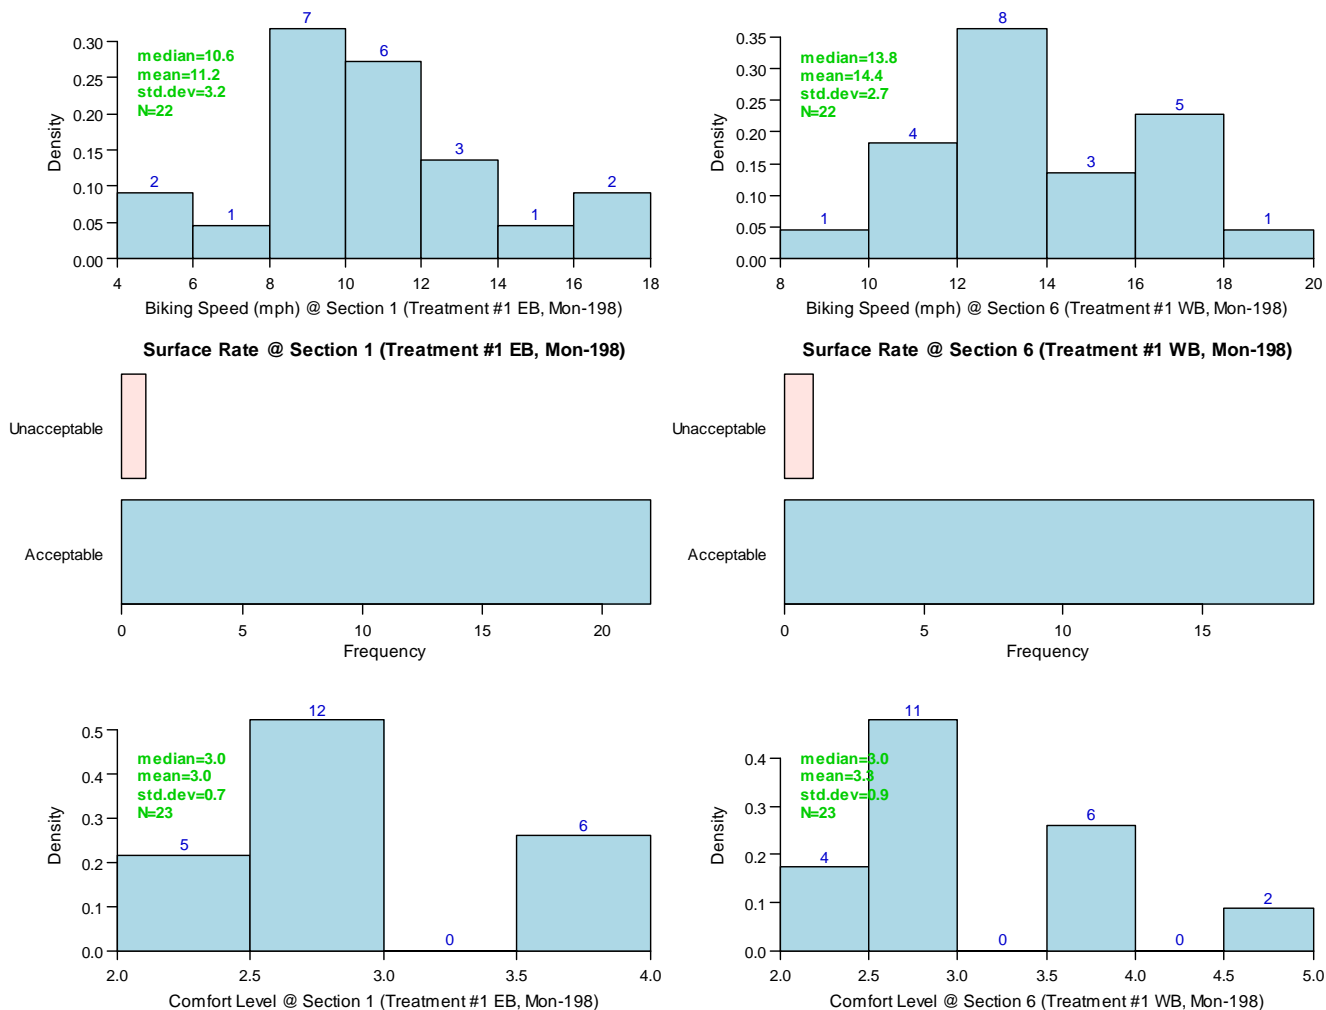 7
0.30
median=10.6
mean=11.2
std.dev=3.2
N=22
6
0.25
0.20
Density
0.15
3
2
2
0.10
1
1
0.05
0.00
4 6 8 10 12 14 16 18
Biking Speed (mph) @ Section 1 (Treatment #1 EB, Mon-198)
8
0.35
median=13.8
mean=14.4
std.dev=2.7
N=22
0.30
0.25
5
0.20
4
Density
0.15
3
0.10
1
1
0.05
0.00
8 10 12 14 16 18 20
Biking Speed (mph) @ Section 6 (Treatment #1 WB, Mon-198)
Surface Rate @ Section 1 (Treatment #1 EB, Mon-198)
Unacceptable
Acceptable
0 5 10 15 20
Frequency
Surface Rate @ Section 6 (Treatment #1 WB, Mon-198)
Unacceptable
Acceptable
0 5 10 15
Frequency
12
0.5
median=3.0
mean=3.0
std.dev=0.7
N=23
0.4
0.3
6
Density
5
0.2
0.1
0
0.0
2.0 2.5 3.0 3.5 4.0
Comfort Level @ Section 1 (Treatment #1 EB, Mon-198)
11
0.4
median=3.0
mean=3.3
std.dev=0.9
N=23
0.3
6
Density
4
0.2
2
0.1
0
0
0.0
2.0 2.5 3.0 3.5 4.0 4.5 5.0
Comfort Level @ Section 6 (Treatment #1 WB, Mon-198)